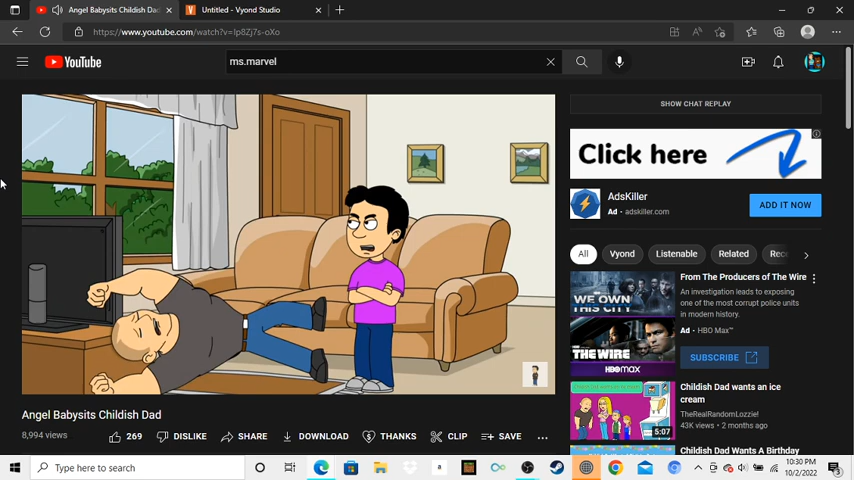 Angel Babysits Childish Dad
Untitled - Vyond Studio
https://www.youtube.com/watch?v=Ip8Zj7s-oXo
YouTube
ms.marvel
SHOW CHAT REPLAY
Click here
AdsKiller
Ad • adskiller.com
ADD IT NOW
All
Vyond
Listenable
Related
Rec
From The Producers of The Wire
An investigation leads to exposing
one of the most corrupt police units
in modern history.
Ad • HBO Max™
SUBSCRIBE
WE OWN
THIS CITY
THE WIRE
HBOMAX
Childish Dad wants an ice
cream
TheRealRandomLozzie!
43K views • 2 months ago
5:07
Childish Dad Wants A Birthday
Angel Babysits Childish Dad
8,994 views
269
DISLIKE
SHARE
DOWNLOAD
THANKS
CLIP
SAVE
Type here to search
a
10:30 PM
10/2/2022
3